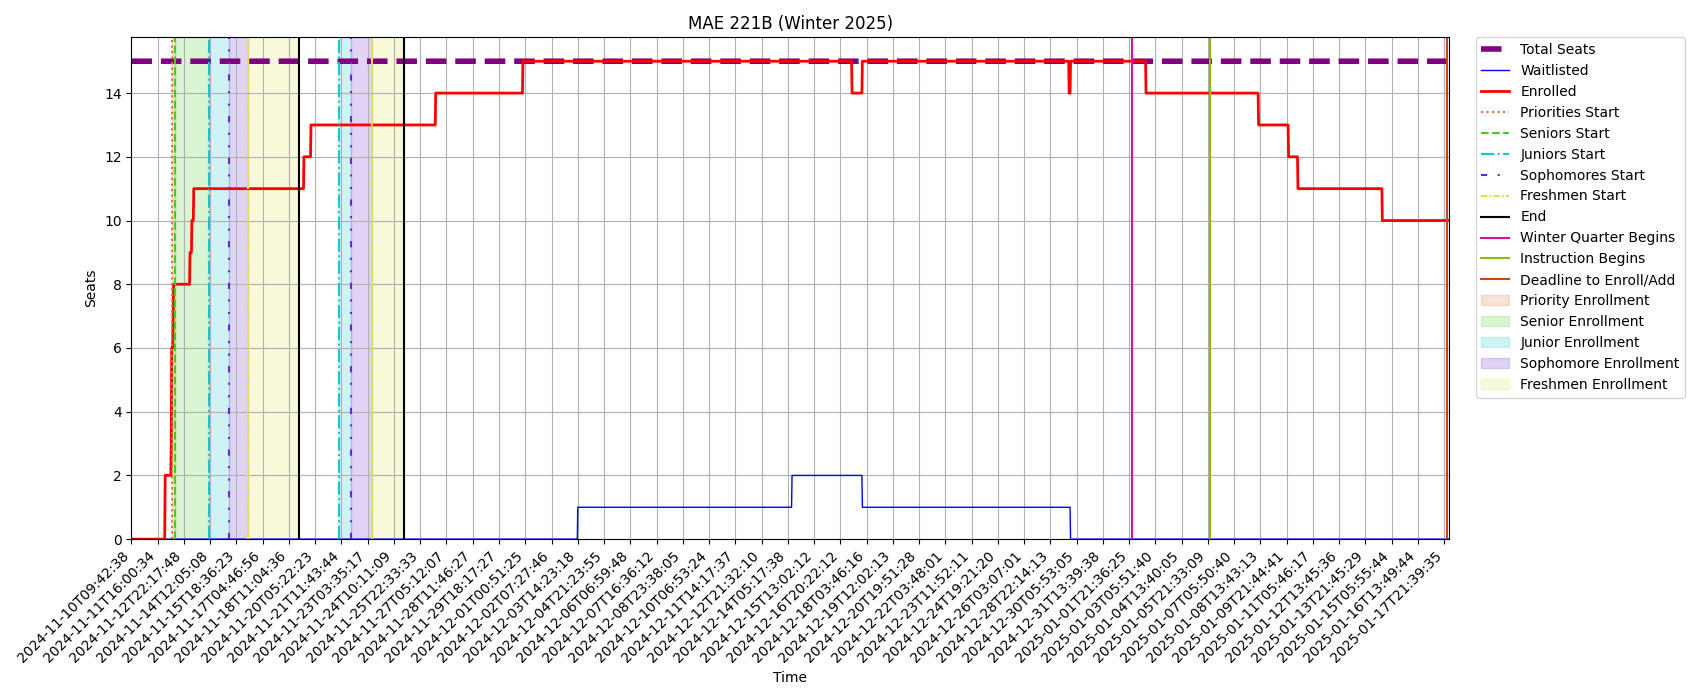 MAE 221B (Winter 2025)
Seats
14
12
10
8
6
4
2
0
2024-11-10T09:42:38
2024-11-11T16:00:34
2024-11-12T22:17:48
2024-11-14T12:05:08
2024-11-15T18:36:23
2024-11-17T04:46:56
2024-11-18T11:04:36
2024-11-20T05:22:23
2024-11-21T11:43:44
2024-11-23T03:35:17
2024-11-24T10:11:09
2024-11-25T22:33:33
2024-11-27T05:12:07
2024-11-28T11:46:27
2024-11-29T18:17:27
2024-12-01T00:51:25
2024-12-02T07:27:46
2024-12-03T14:23:18
2024-12-04T21:23:55
2024-12-06T06:59:48
2024-12-07T16:36:12
2024-12-08T23:38:05
2024-12-10T06:53:24
2024-12-11T14:17:37
2024-12-12T21:32:10
2024-12-14T05:17:38
2024-12-15T13:02:12
2024-12-16T20:22:12
2024-12-18T03:46:16
2024-12-19T12:02:13
2024-12-20T19:51:28
2024-12-22T03:48:01
2024-12-23T11:52:11
2024-12-24T19:21:20
2024-12-26T03:07:01
2024-12-28T22:14:13
2024-12-30T05:53:05
2024-12-31T13:39:38
2025-01-01T21:36:25
2025-01-03T05:51:40
2025-01-04T13:40:05
2025-01-05T21:33:09
2025-01-07T05:50:40
2025-01-08T13:43:13
2025-01-09T21:44:41
2025-01-11T05:46:17
2025-01-12T13:45:36
2025-01-13T21:45:29
2025-01-15T05:55:44
2025-01-16T13:49:44
2025-01-17T21:39:35
Time
Total Seats
Waitlisted
Enrolled
Priorities Start
Seniors Start
Juniors Start
Sophomores Start
Freshmen Start
End
Winter Quarter Begins
Instruction Begins
Deadline to Enroll/Add
Priority Enrollment
Senior Enrollment
Junior Enrollment
Sophomore Enrollment
Freshmen Enrollment